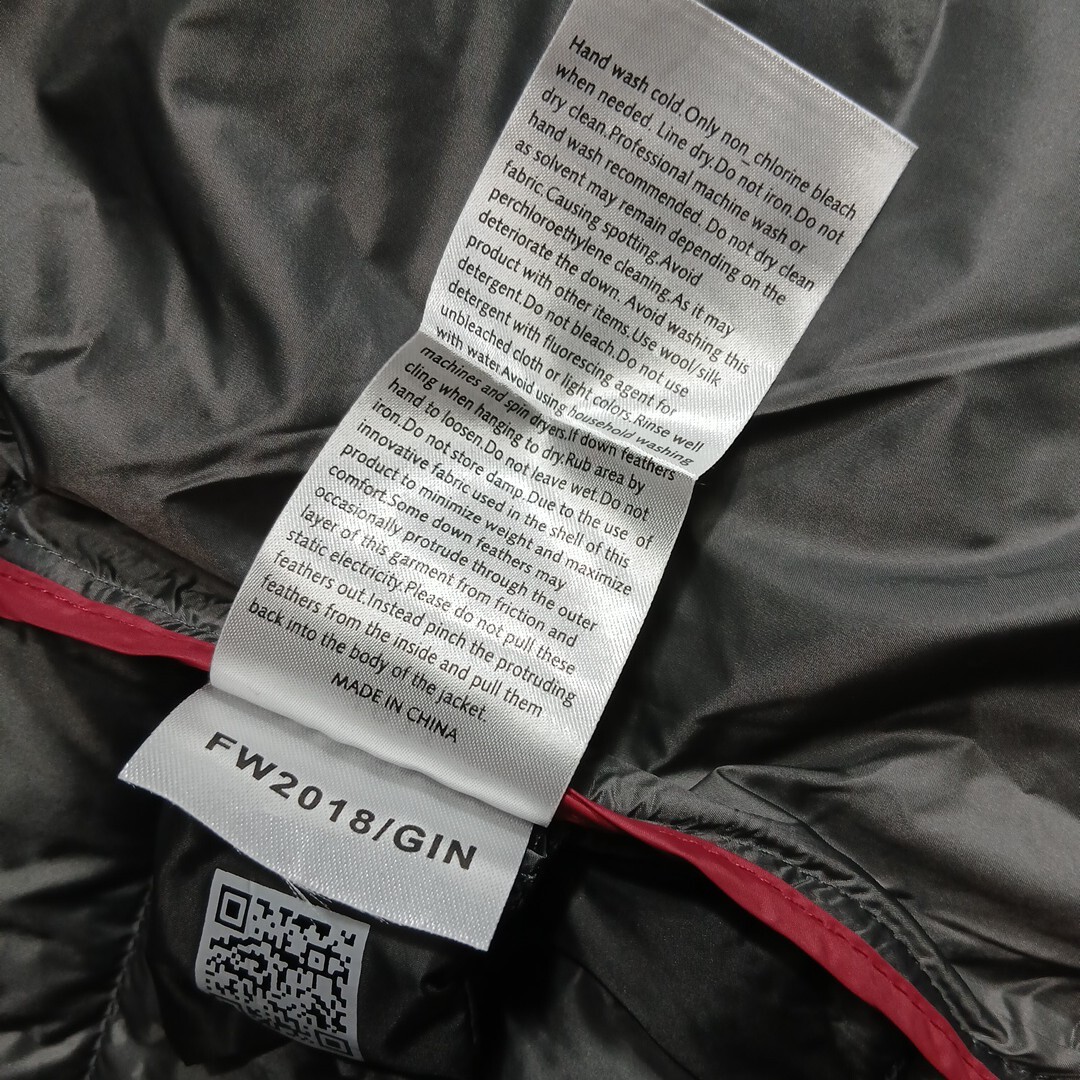 Hand wash cold.Only non_chlorine bleach
when needed. Line dry.Do not iron.Do not
dry clean.Professional machine wash or
hand wash recommended. Do not dry clean
as solvent may remain depending on the
fabric.Causing spotting.Avoid
perchloroethylene cleaning.As it may
deteriorate the down. Avoid washing this
product with other items.Use wool/silk
detergent.Do not bleach.Do not use
detergent with fluorescing agent for
unbleached cloth or light colors.Rinse well
with water.Avoid using household washing
machines and spin dryers.If down feathers
cling when hanging to dry.Rub area by
hand to loosen.Do not leave wet.Do not
iron.Do not store damp.Due to the use of
innovative fabric used in the shell of this
product to minimize weight and maximize
comfort.Some down feathers may
occasionally protrude through the outer
layer of this garment from friction and
static electricity.Please do not pull these
feathers out.Instead pinch the protruding
feathers from the inside and pull them
back into the body of the jacket.
MADE IN CHINA
FW2018/GIN